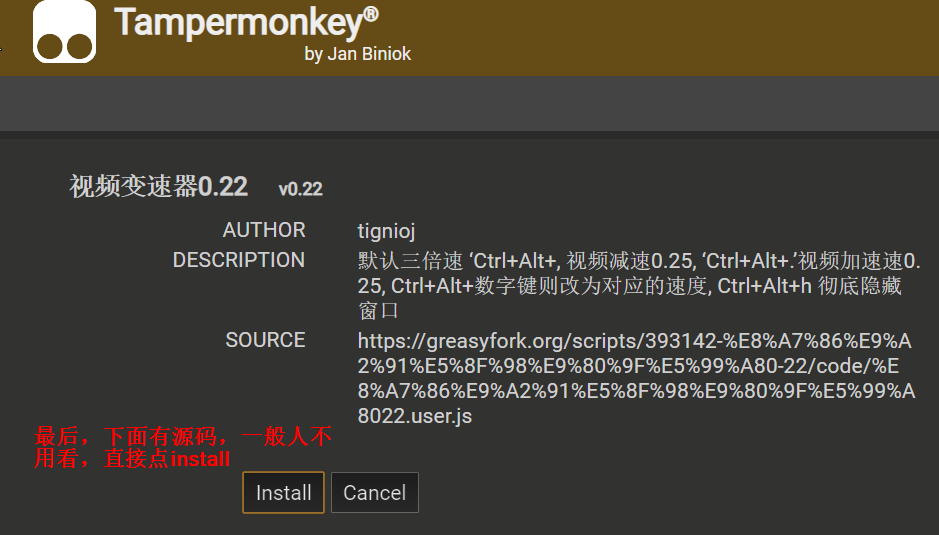 Tampermonkey®
by Jan Biniok
视频变速器0.22 v0.22
AUTHOR tignioj
DESCRIPTION 默认三倍速 ‘Ctrl+Alt+, 视频减速0.25, ‘Ctrl+Alt+.’视频加速速0.
25, Ctrl+Alt+数字键则改为对应的速度, Ctrl+Alt+h 彻底隐藏
窗口
SOURCE https://greasyfork.org/scripts/393142-%E8%A7%86%E9%A
2%91%E5%8F%98%E9%80%9F%E5%99%A80-22/code/%E
8%A7%86%E9%A2%91%E5%8F%98%E9%80%9F%E5%99%A
8022.user.js
最后，下面有源码，一般人不
用看，直接点install
Install Cancel